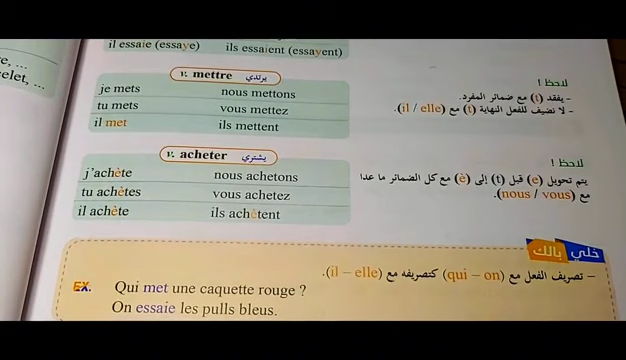 re, ...
celet, ...
il essaie (essaye) ils essaient (essayent)
v. mettre يرتدي
je mets nous mettons
tu mets vous mettez
il met ils mettent
لاحظ !
- يفقد (t) مع ضمائر المفرد.
- لا نضيف للفعل النهاية (t) مع (il / elle).
v. acheter يشتري
j'achète nous achetons
tu achètes vous achetez
il achète ils achètent
لاحظ !
يتم تحويل (e) قبل (t) إلى (è) مع كل الضمائر ما عدا
مع (nous / vous).
خلي بالك
- تصريف الفعل مع (qui – on) كتصريفه مع (il – elle).
EX. Qui met une caquette rouge ?
On essaie les pulls bleus.